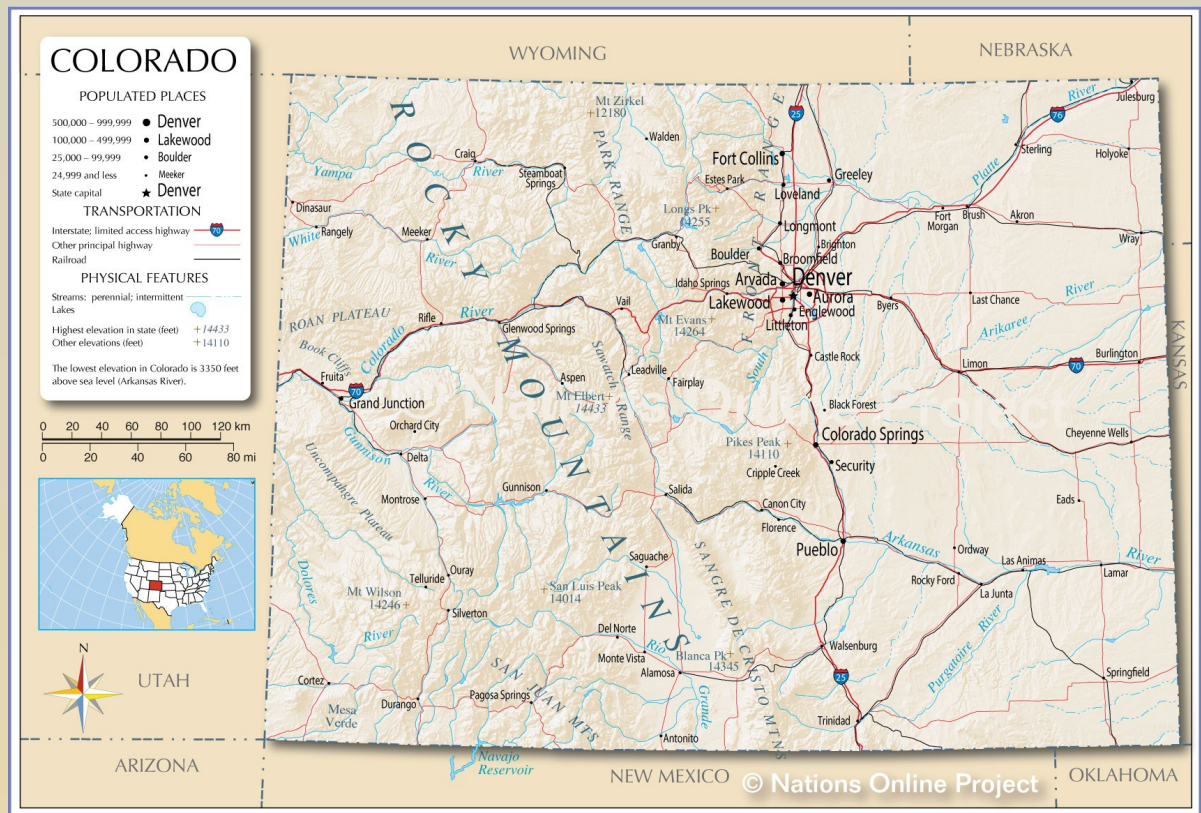 WYOMING
NEBRASKA
COLORADO
POPULATED PLACES
500,000 – 999,999 Denver
100,000 – 499,999 Lakewood
25,000 – 99,999 Boulder
24,999 and less Meeker
State capital Denver
TRANSPORTATION
Interstate; limited access highway 70
Other principal highway
Railroad
PHYSICAL FEATURES
Streams: perennial; intermittent
Lakes
Highest elevation in state (feet) +14433
Other elevations (feet) +14110
The lowest elevation in Colorado is 3350 feet
above sea level (Arkansas River).
0 20 40 60 80 100 120 km
0 20 40 60 80 mi
N
UTAH
ARIZONA
NEW MEXICO
OKLAHOMA
KANSAS
ROCKY MOUNTAINS
PARK RANGE
FRONT RANGE
Mt Zirkel
+12180
Walden
Craig
Steamboat
Springs
Yampa
River
Dinosaur
Rangely
White
River
Meeker
Fort Collins
Estes Park
Loveland
Greeley
Longs Pk+
14255
Longmont
Granby
Boulder
Broomfield
Brighton
Idaho Springs
Arvada
Denver
Lakewood
Aurora
Englewood
Littleton
Mt Evans+
14264
25
76
River
Julesburg
Sterling
Holyoke
Platte
Fort
Morgan
Brush
Akron
Wray
Byers
Last Chance
River
Arikaree
Limon
70
Burlington
Castle Rock
South
Black Forest
Colorado Springs
Security
Cheyenne Wells
Pikes Peak +
14110
Cripple Creek
Eads
ROAN PLATEAU
Book Cliffs
Rifle
River
Colorado
Glenwood Springs
Vail
Fruita
70
Grand Junction
Aspen
Leadville
Fairplay
Sawatch Range
Mt Elbert+
14433
Orchard City
Gunnison
River
Delta
Uncompahgre Plateau
Montrose
Gunnison
Salida
Canon City
Florence
Pueblo
Arkansas
River
Ordway
Rocky Ford
La Junta
Las Animas
Lamar
Saguache
Ouray
Telluride
Mt Wilson
14246+
Silverton
+San Luis Peak
14014
Dolores
River
SANGRE DE CRISTO MTNS
Del Norte
Rio
Grande
Monte Vista
Alamosa
Blanca Pk+
14345
Walsenburg
25
Purgatoire River
Springfield
Trinidad
Cortez
Mesa
Verde
Durango
Pagosa Springs
SAN JUAN MTS
Antonito
Navajo
Reservoir
© Nations Online Project